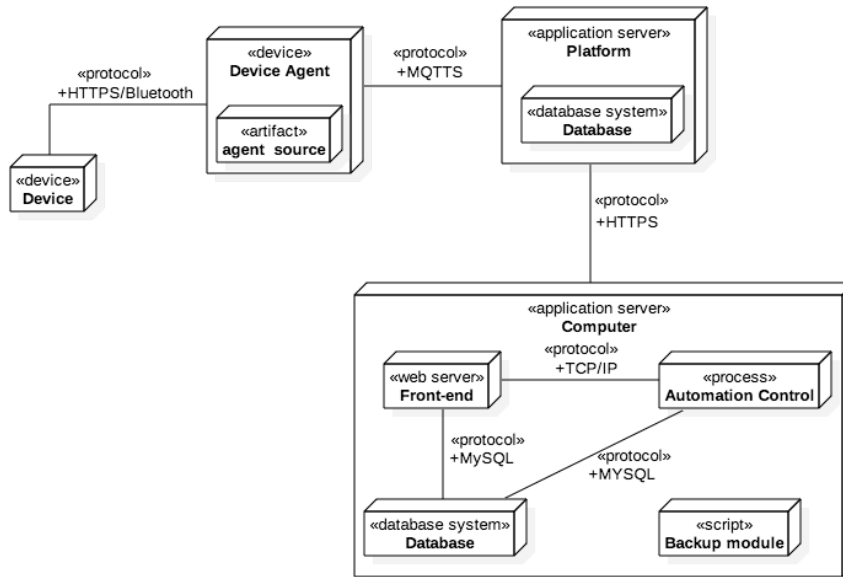 «device»
Device Agent
«artifact»
agent source
«protocol»
+HTTPS/Bluetooth
«device»
Device
«protocol»
+MQTTS
«application server»
Platform
«database system»
Database
«protocol»
+HTTPS
«application server»
Computer
«web server»
Front-end
«protocol»
+TCP/IP
«process»
Automation Control
«protocol»
+MySQL
«protocol»
+MYSQL
«database system»
Database
«script»
Backup module